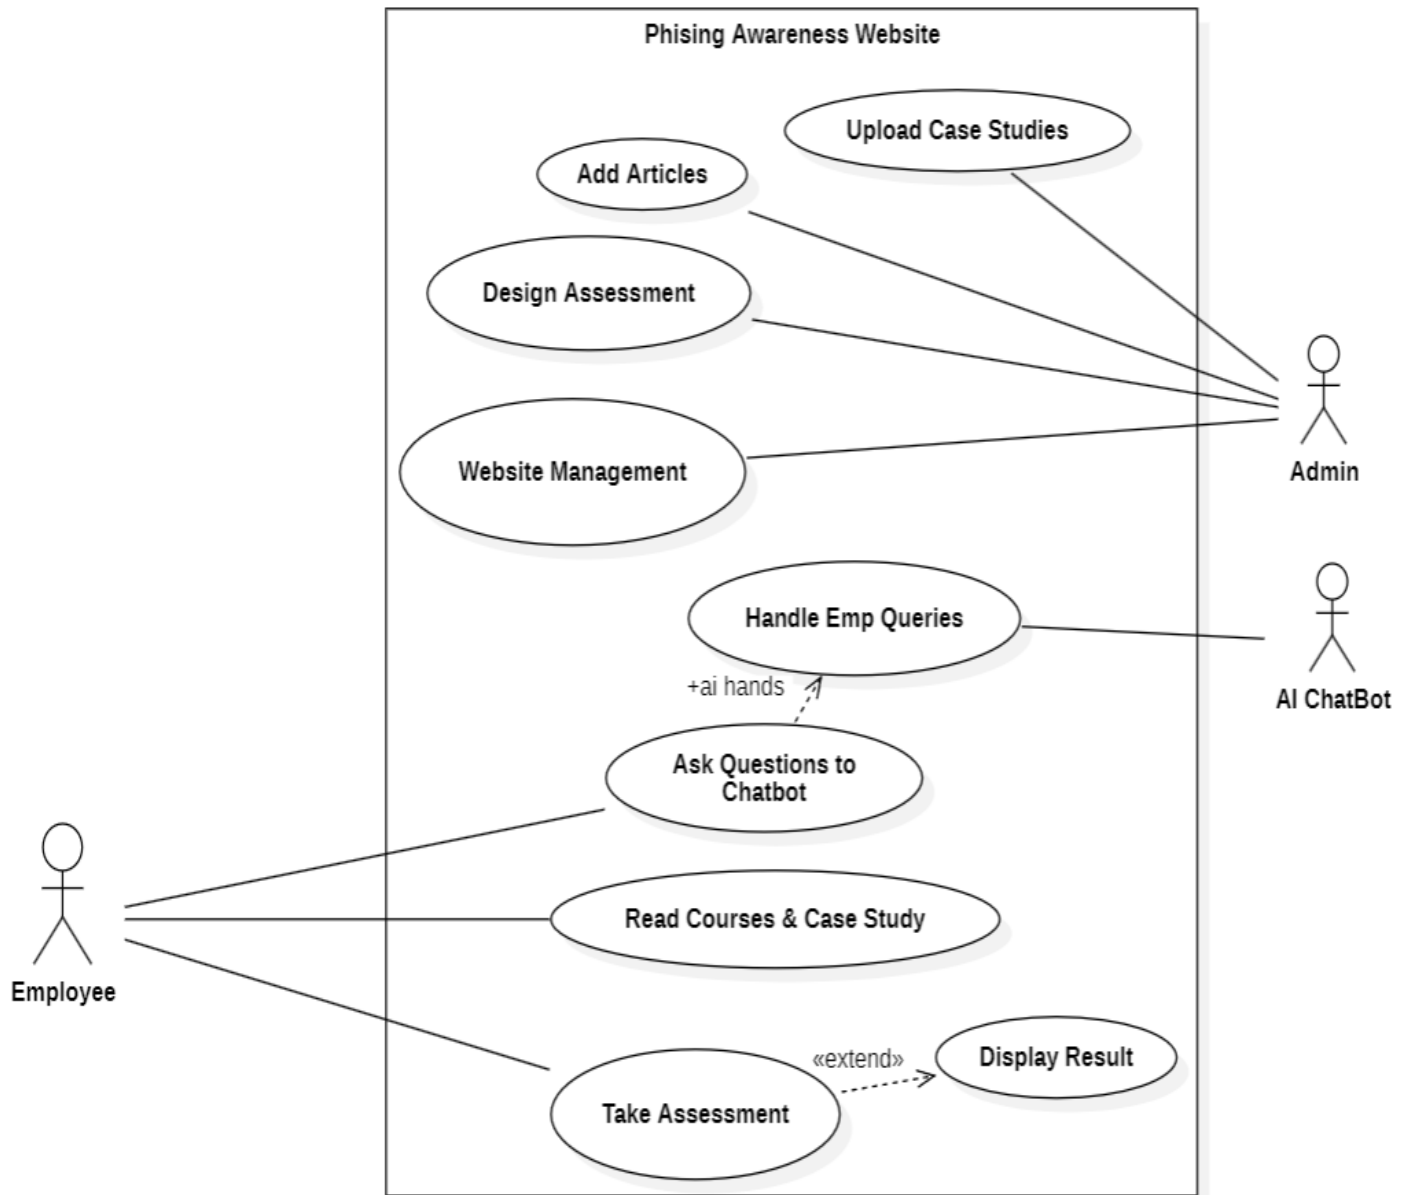 Phising Awareness Website
Upload Case Studies
Add Articles
Design Assessment
Website Management
Admin
Handle Emp Queries
+ai hands
AI ChatBot
Ask Questions to
Chatbot
Read Courses & Case Study
Employee
«extend»
Display Result
Take Assessment